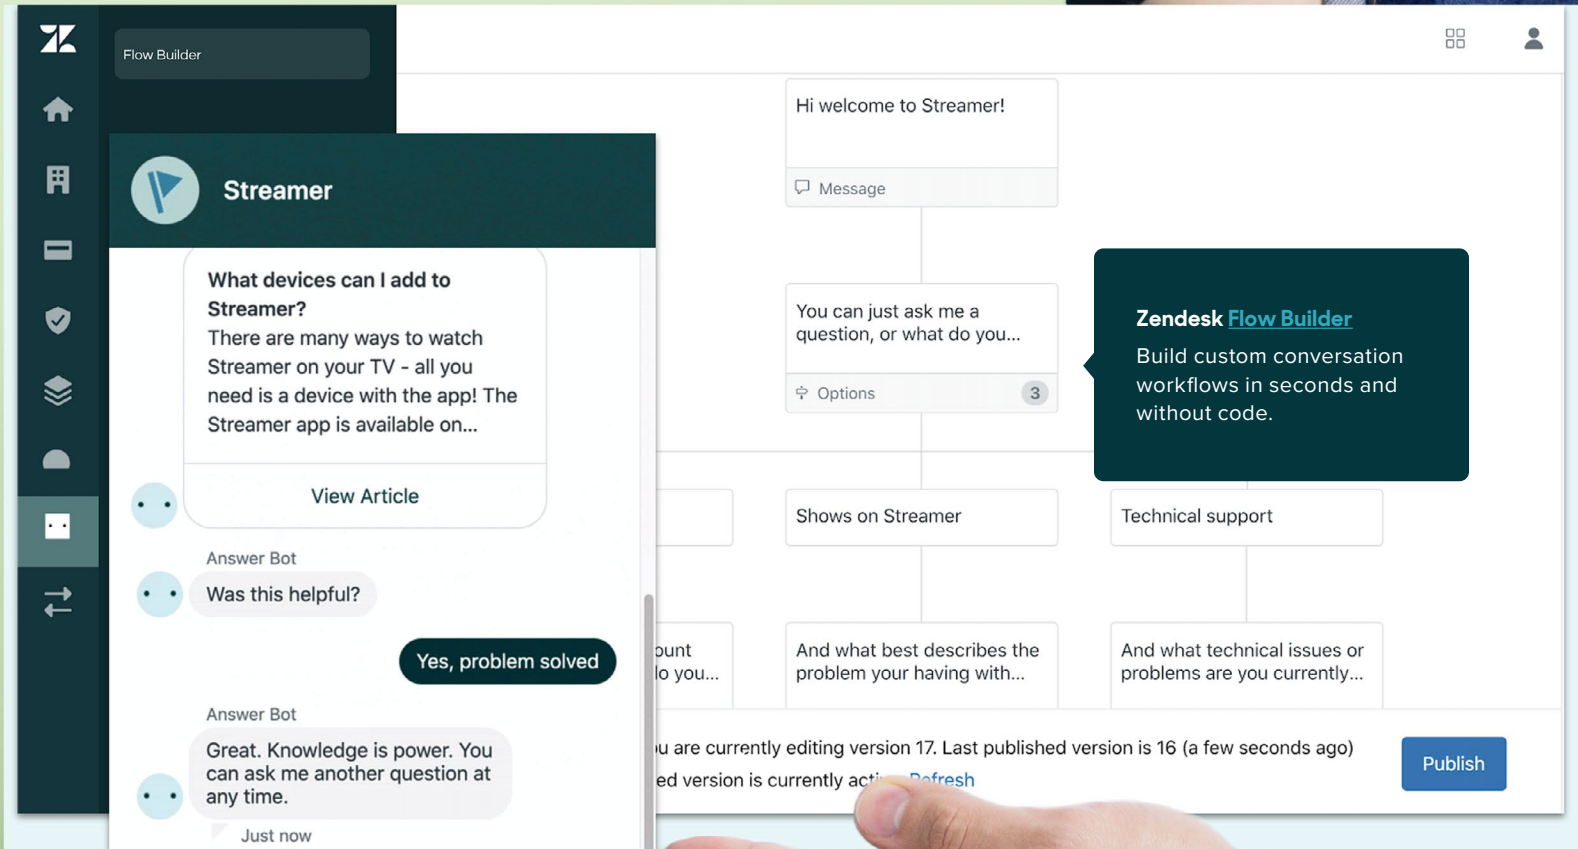 Flow Builder
Streamer
What devices can I add to
Streamer?
There are many ways to watch
Streamer on your TV - all you
need is a device with the app! The
Streamer app is available on...
View Article
Answer Bot
Was this helpful?
Yes, problem solved
Answer Bot
Great. Knowledge is power. You
can ask me another question at
any time.
Just now
Hi welcome to Streamer!
Message
You can just ask me a
question, or what do you...
Options 3
Zendesk Flow Builder
Build custom conversation
workflows in seconds and
without code.
Shows on Streamer
Technical support
you...
And what best describes the
problem your having with...
And what technical issues or
problems are you currently...
are currently editing version 17. Last published version is 16 (a few seconds ago)
version is currently Refresh
Publish